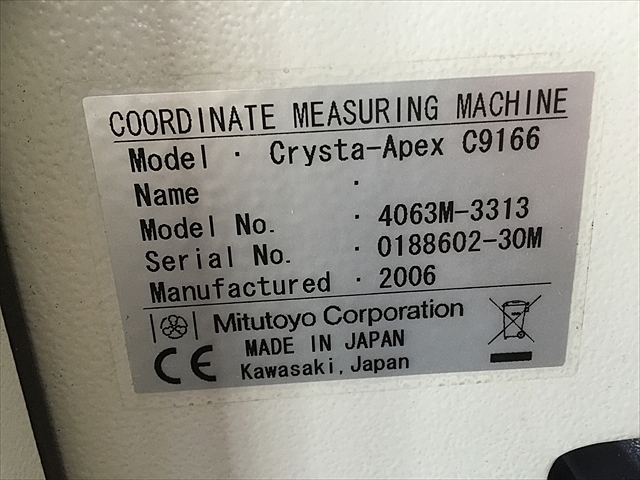 COORDINATE MEASURING MACHINE
Model · Crysta-Apex C9166
Name ·
Model No. · 4063M-3313
Serial No. · 0188602-30M
Manufactured · 2006
Mitutoyo Corporation
MADE IN JAPAN
CE Kawasaki, Japan